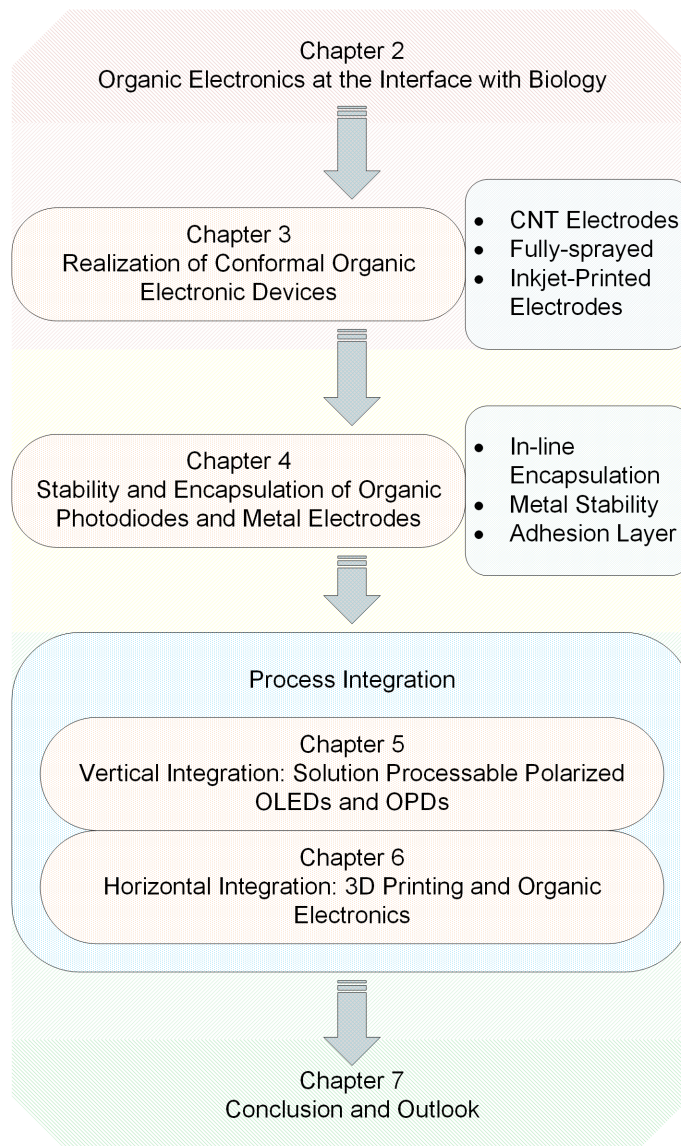 Chapter 2
Organic Electronics at the Interface with Biology
Chapter 3
Realization of Conformal Organic
Electronic Devices
• CNT Electrodes
• Fully-sprayed
• Inkjet-Printed
Electrodes
Chapter 4
Stability and Encapsulation of Organic
Photodiodes and Metal Electrodes
• In-line
Encapsulation
• Metal Stability
• Adhesion Layer
Process Integration
Chapter 5
Vertical Integration: Solution Processable Polarized
OLEDs and OPDs
Chapter 6
Horizontal Integration: 3D Printing and Organic
Electronics
Chapter 7
Conclusion and Outlook